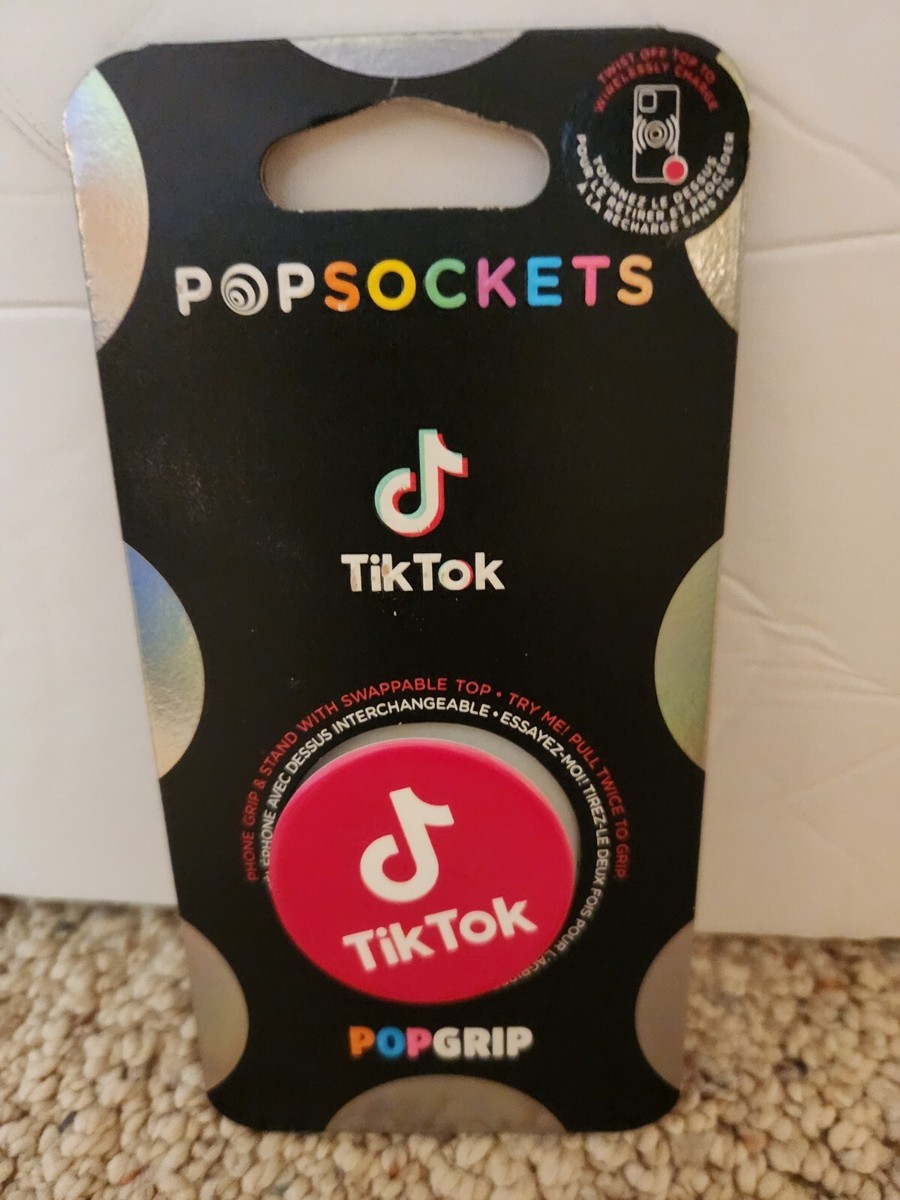 TWIST OFF TOP TO
WIRELESSLY CHARGE
TOURNEZ LE DESSUS
POUR LE RETIRER ET PROCÉDER
À LA RECHARGE SANS FIL
POPSOCKETS
TikTok
PHONE GRIP & STAND WITH SWAPPABLE TOP • TRY ME! PULL TWICE TO GRIP
AVEC DESSUS INTERCHANGEABLE • ESSAYEZ-MOI! TIREZ-LE DEUX FOIS POUR
TikTok
POPGRIP